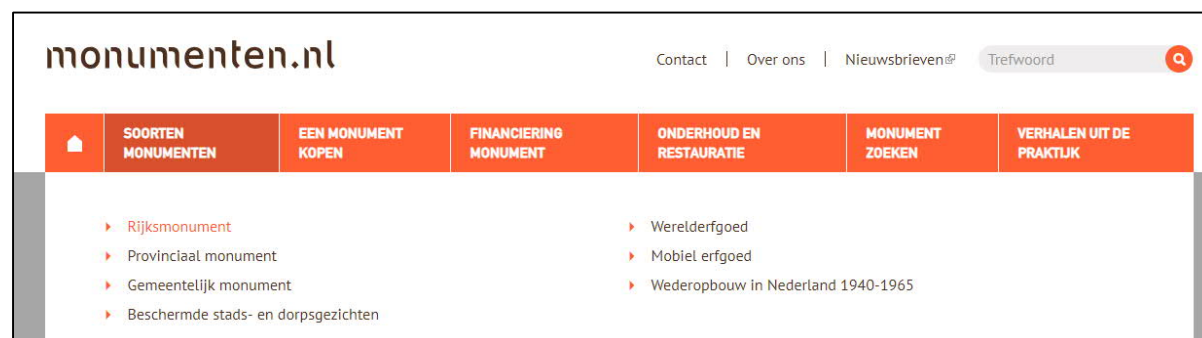 monumenten.nl
Contact | Over ons | Nieuwsbrieven
Trefwoord
SOORTEN
MONUMENTEN
EEN MONUMENT
KOPEN
FINANCIERING
MONUMENT
ONDERHOUD EN
RESTAURATIE
MONUMENT
ZOEKEN
VERHALEN UIT DE
PRAKTIJK
Rijksmonument
Provinciaal monument
Gemeentelijk monument
Beschermde stads- en dorpsgezichten
Werelderfgoed
Mobiel erfgoed
Wederopbouw in Nederland 1940-1965